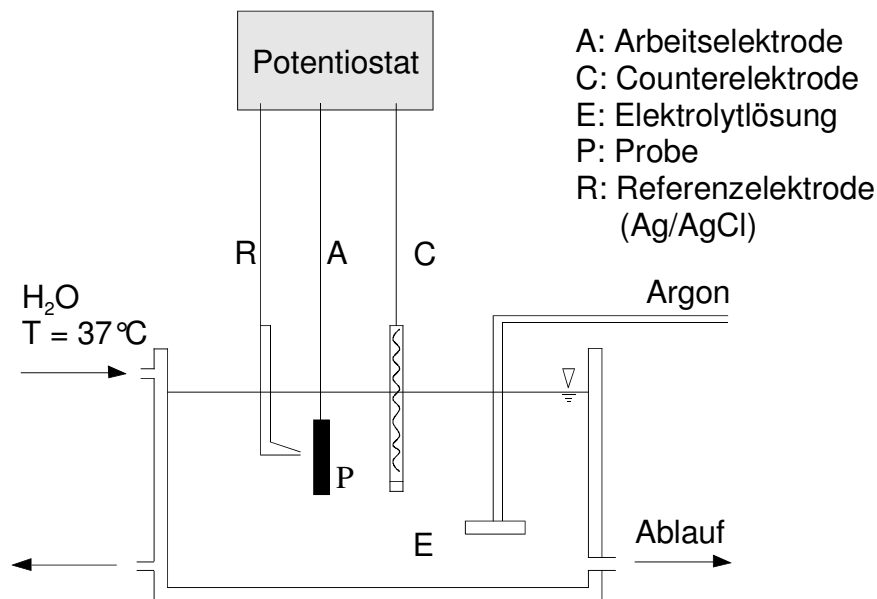 Potentiostat
A: Arbeitselektrode
C: Counterelektrode
E: Elektrolytlösung
P: Probe
R: Referenzelektrode
(Ag/AgCl)
R
A
C
H₂O
T = 37°C
Argon
P
E
Ablauf